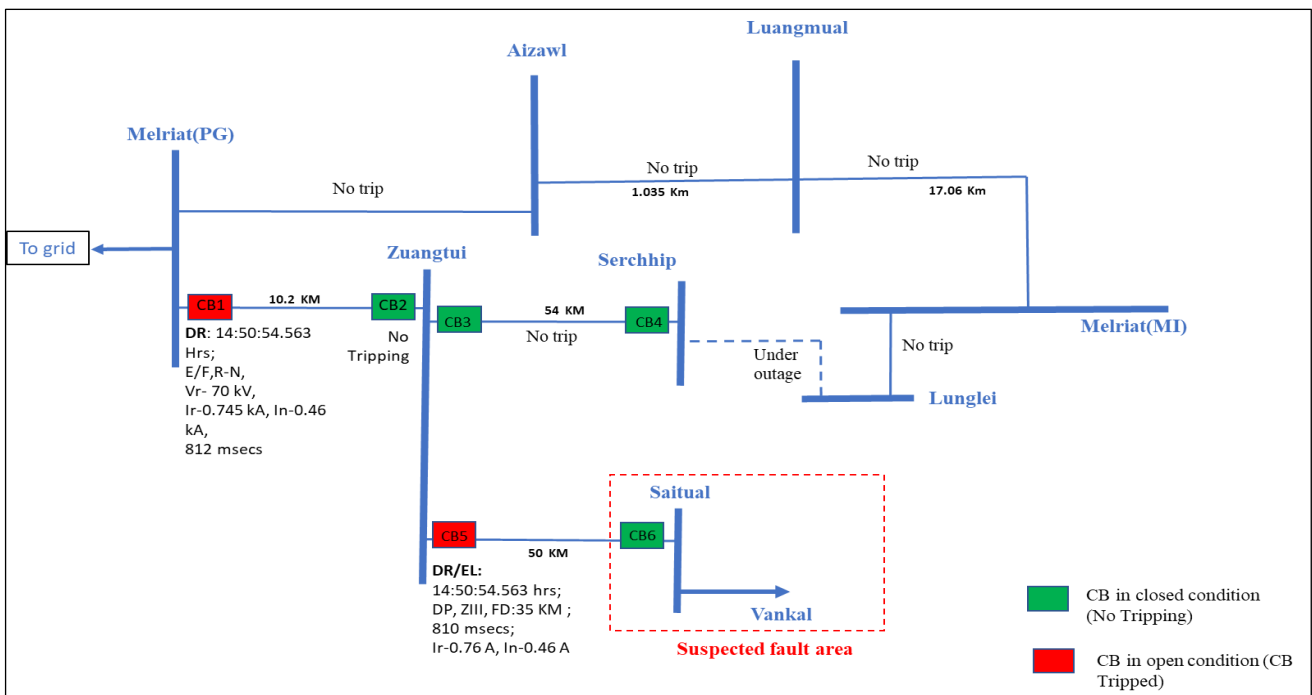 Luangmual
Aizawl
Melriat(PG)
No trip
No trip
1.035 Km
17.06 Km
No trip
To grid
Zuangtui
Serchhip
CB1
10.2 KM
CB2
CB3
54 KM
CB4
No trip
No
Tripping
DR: 14:50:54.563
Hrs;
E/F,R-N,
Vr- 70 kV,
Ir-0.745 kA, In-0.46
kA,
812 msecs
Under
outage
Melriat(MI)
No trip
Lunglei
Saitual
CB5
50 KM
CB6
DR/EL:
14:50:54.563 hrs;
DP, ZIII, FD:35 KM ;
810 msecs;
Ir-0.76 A, In-0.46 A
Vankal
Suspected fault area
CB in closed condition
(No Tripping)
CB in open condition (CB
Tripped)